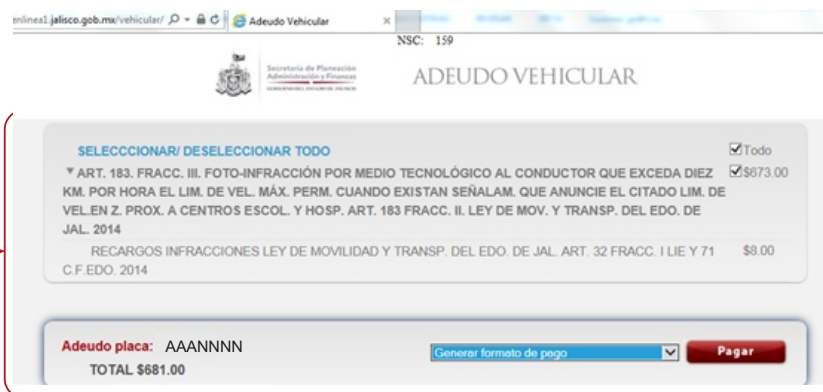 enlinea1.jalisco.gob.mx/vehicular/
Adeudo Vehicular
NSC: 159
Secretaría de Planeación
Administración y Finanzas
GOBIERNO DEL ESTADO DE JALISCO
ADEUDO VEHICULAR
SELECCCIONAR/ DESELECCIONAR TODO
Todo
ART. 183. FRACC. III. FOTO-INFRACCIÓN POR MEDIO TECNOLÓGICO AL CONDUCTOR QUE EXCEDA DIEZ $673.00
KM. POR HORA EL LIM. DE VEL. MÁX. PERM. CUANDO EXISTAN SEÑALAM. QUE ANUNCIE EL CITADO LIM. DE
VEL.EN Z. PROX. A CENTROS ESCOL. Y HOSP. ART. 183 FRACC. II. LEY DE MOV. Y TRANSP. DEL EDO. DE
JAL. 2014
RECARGOS INFRACCIONES LEY DE MOVILIDAD Y TRANSP. DEL EDO. DE JAL. ART. 32 FRACC. I LIE Y 71 $8.00
C.F.EDO. 2014
Adeudo placa: AAANNNN
Generar formato de pago
Pagar
TOTAL $681.00